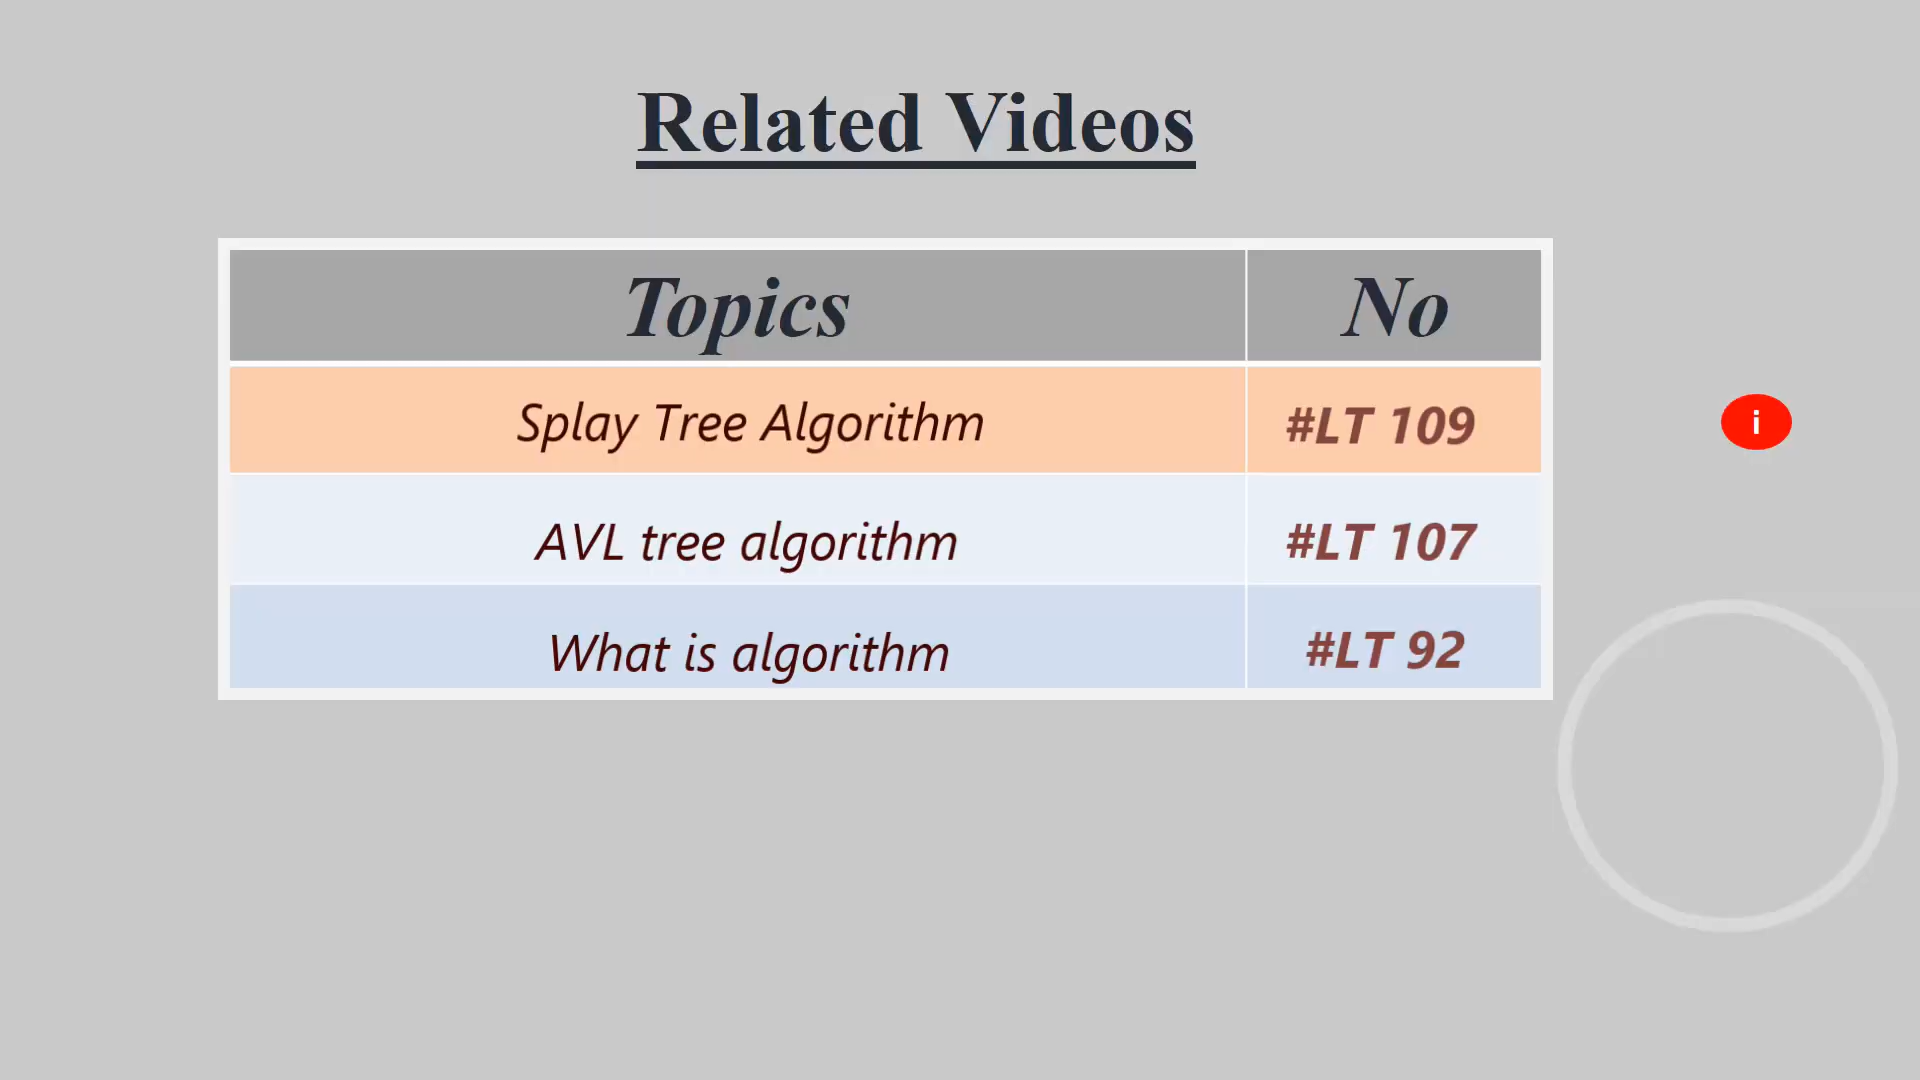 Related Videos
Topics No
Splay Tree Algorithm #LT 109
i
AVL tree algorithm #LT 107
What is algorithm #LT 92